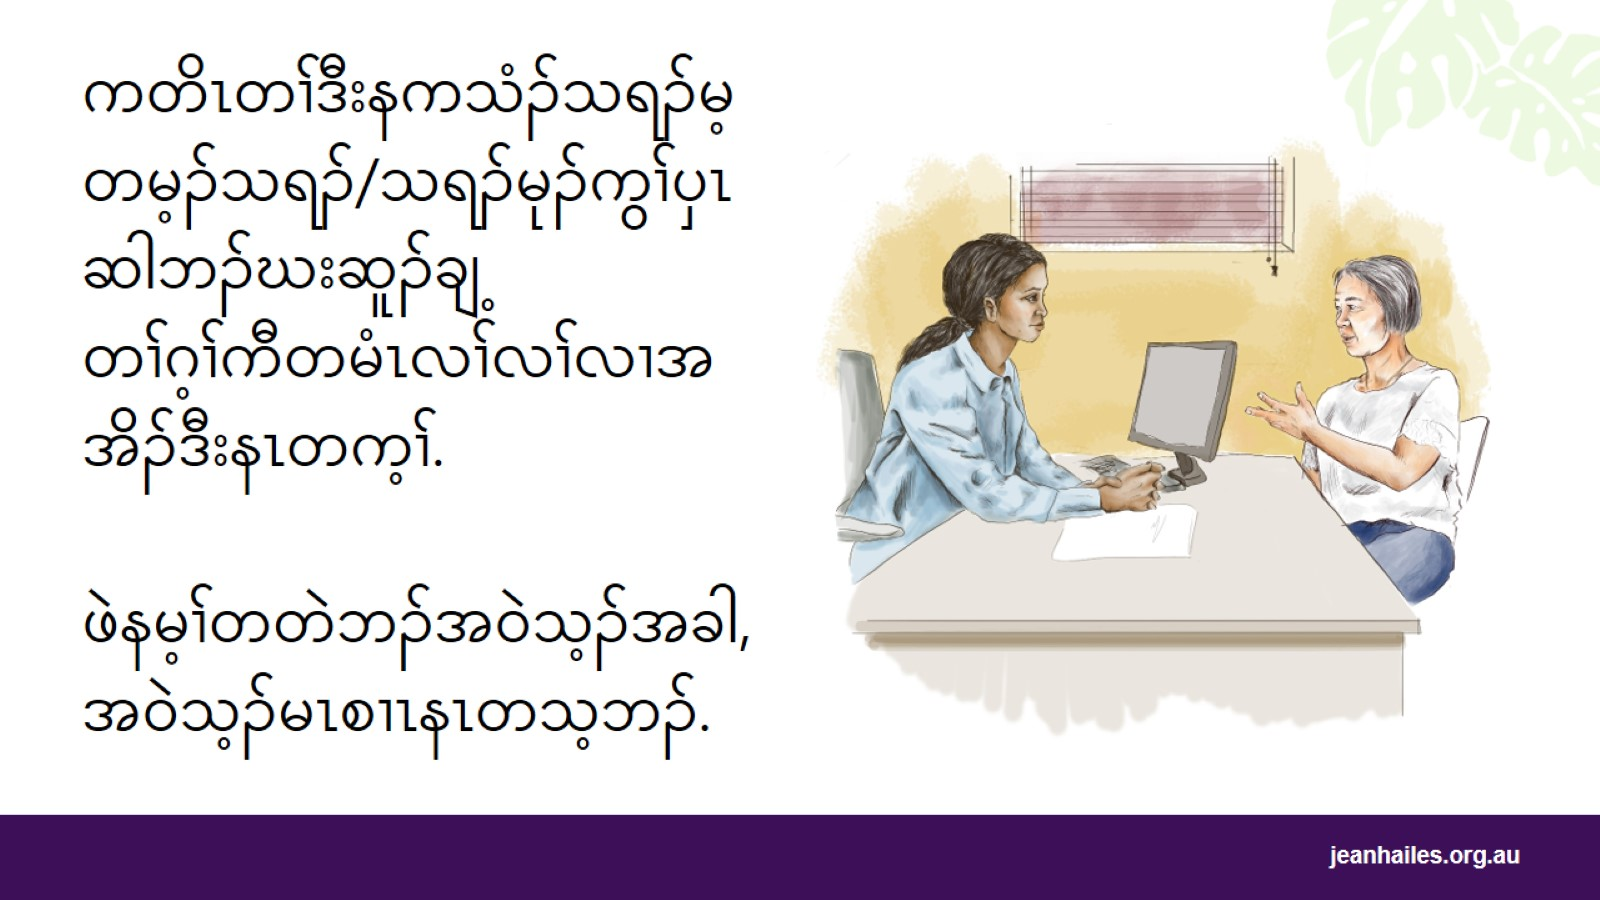 ကတိၤတၢ်ဒီးနကသံၣ်သရၣ်မ့
တမ့ၣ်သရၣ်/သရၣ်မုၣ်ကွၢ်ပှၤ
ဆါဘၣ်ဃးဆူၣ်ချ့
တၢ်ဂ့ၢ်ကီတမံၤလၢ်လၢ်လၢအ
အိၣ်ဒီးနၤတက့ၢ်.
ဖဲနမ့ၢ်တတဲဘၣ်အဝဲသ့ၣ်အခါ,
အဝဲသ့ၣ်မၤစၢၤနၤတသ့ဘၣ်.
jeanhailes.org.au